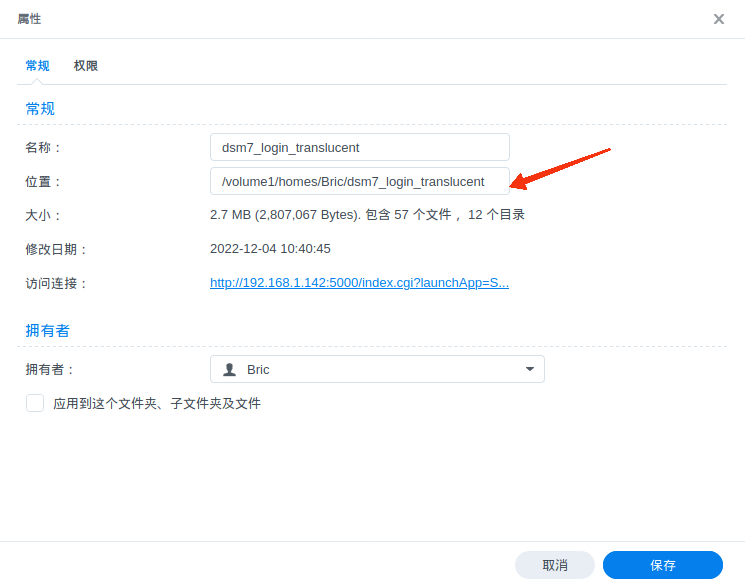 属性
常规 权限
常规
名称： dsm7_login_translucent
位置： /volume1/homes/Bric/dsm7_login_translucent
大小： 2.7 MB (2,807,067 Bytes). 包含 57 个文件 ，12 个目录
修改日期： 2022-12-04 10:40:45
访问连接： http://192.168.1.142:5000/index.cgi?launchApp=S...
拥有者
拥有者： Bric
应用到这个文件夹、子文件夹及文件
取消 保存